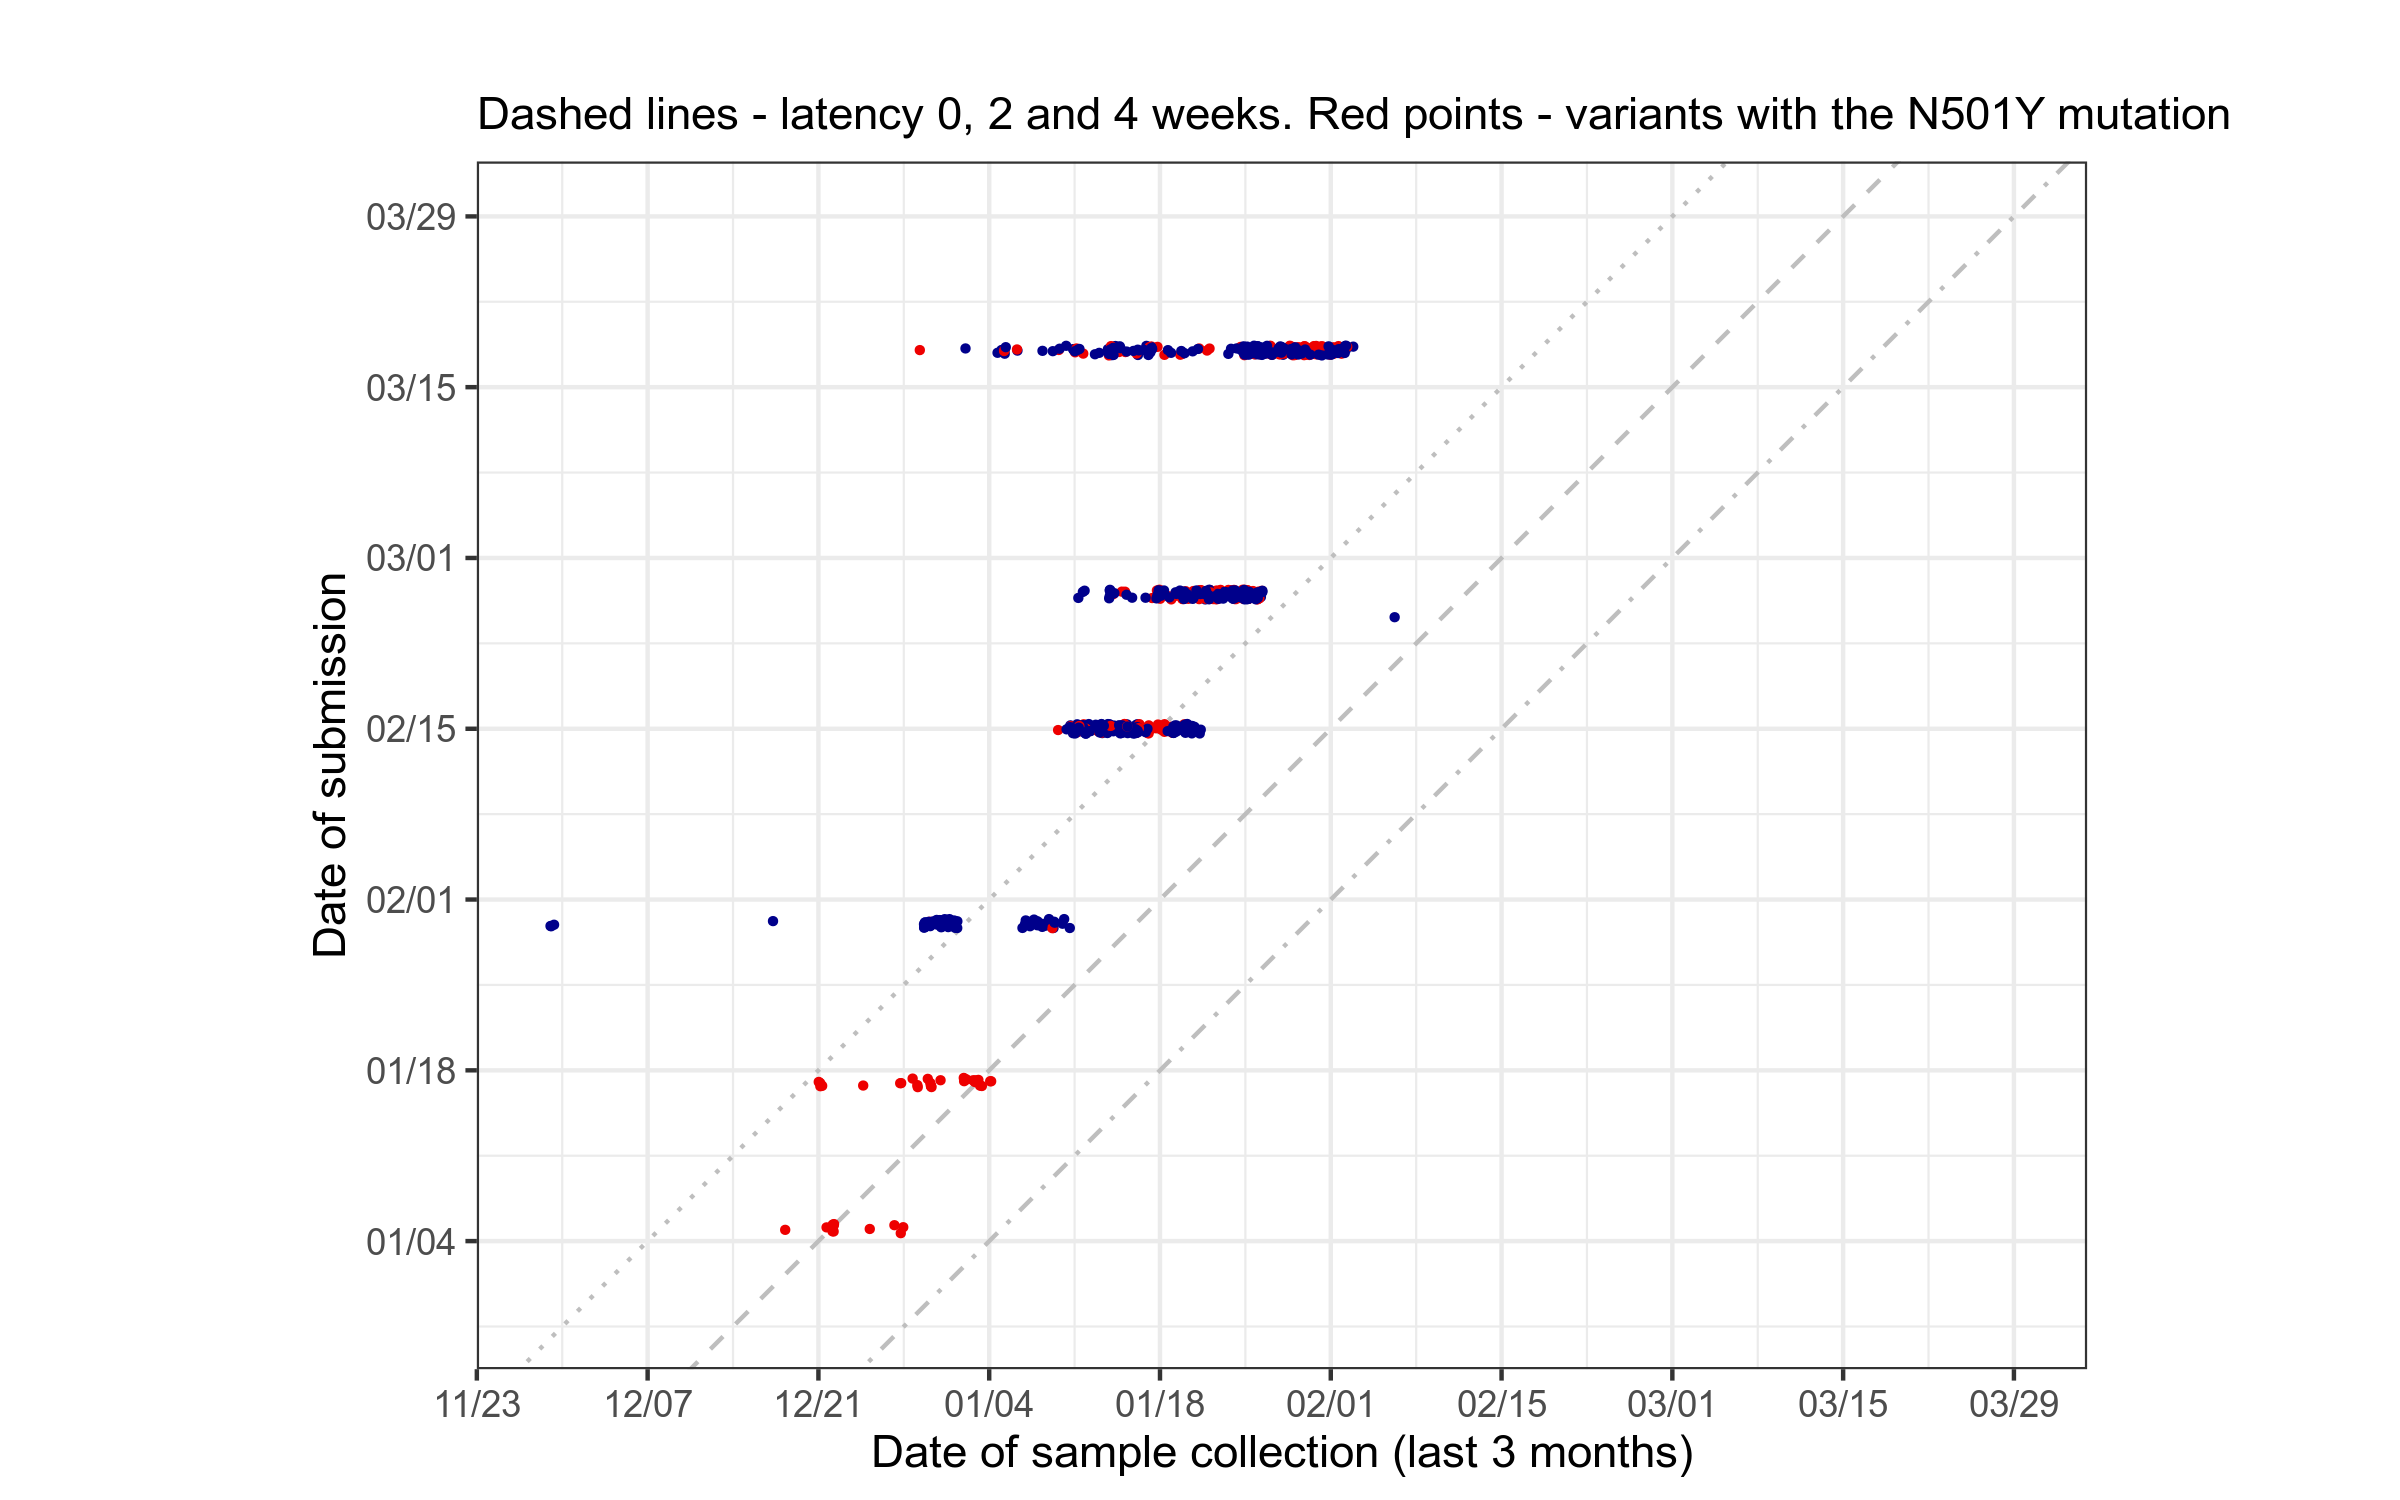 Dashed lines - latency 0, 2 and 4 weeks. Red points - variants with the N501Y mutation
Date of submission
03/29
03/15
03/01
02/15
02/01
01/18
01/04
11/23 12/07 12/21 01/04 01/18 02/01 02/15 03/01 03/15 03/29
Date of sample collection (last 3 months)